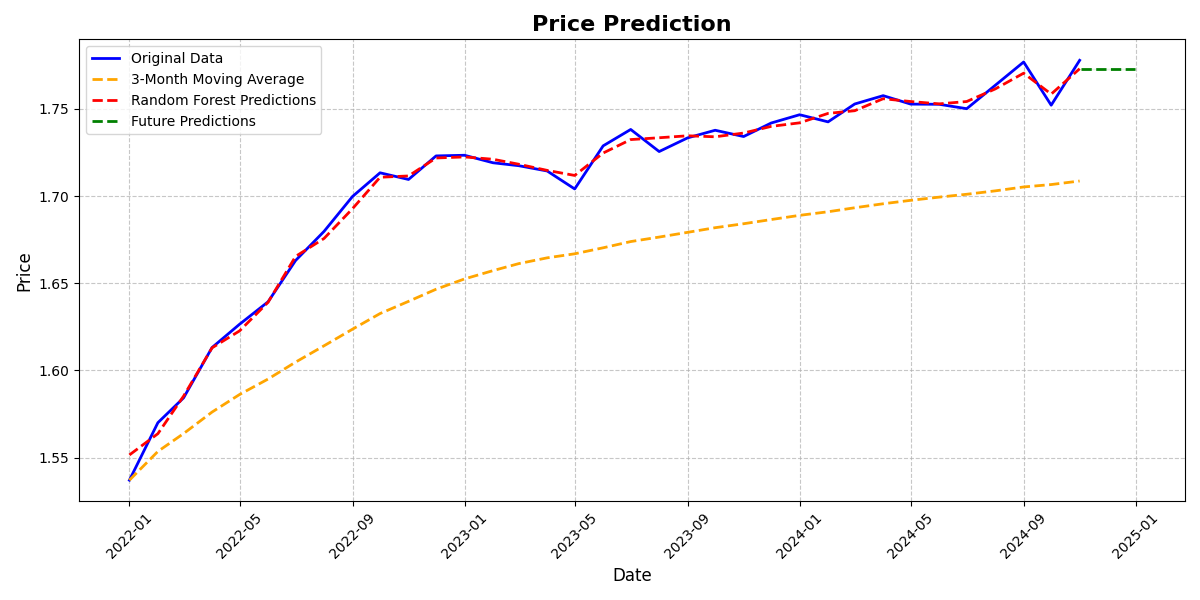 Price Prediction
Original Data
3-Month Moving Average
Random Forest Predictions
Future Predictions
Price
1.75
1.70
1.65
1.60
1.55
2022-01
2022-05
2022-09
2023-01
2023-05
2023-09
2024-01
2024-05
2024-09
2025-01
Date